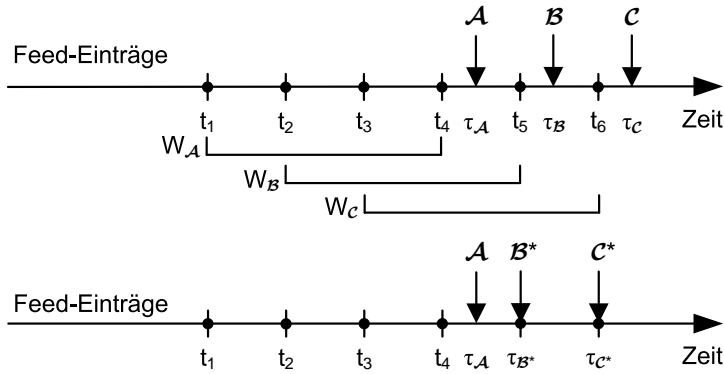 𝒜 ℬ 𝒞
Feed-Einträge
t₁ t₂ t₃ t₄ τ𝒜 t₅ τℬ t₆ τ𝒞 Zeit
W𝒜
Wℬ
W𝒞
𝒜 ℬ* 𝒞*
Feed-Einträge
t₁ t₂ t₃ t₄ τ𝒜 τℬ* τ𝒞* Zeit